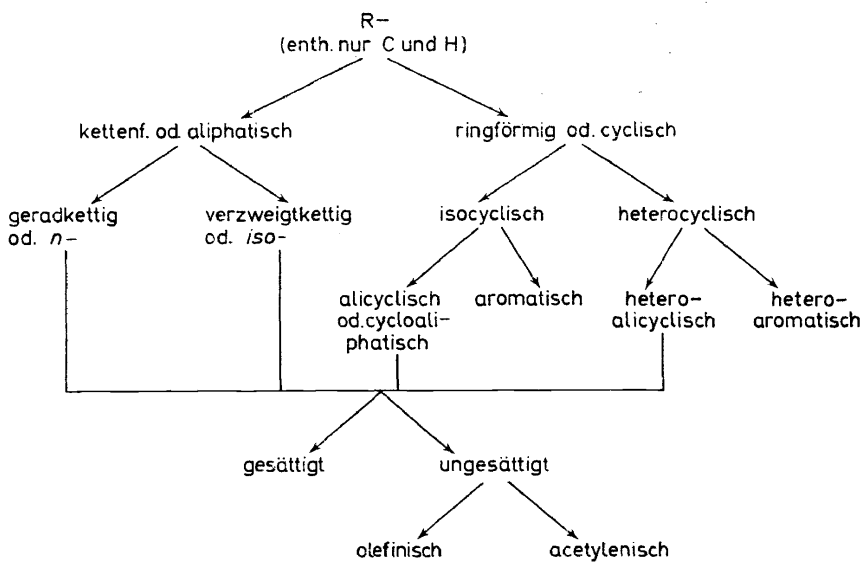 R–
(enth. nur C und H)
kettenf. od. aliphatisch
ringförmig od. cyclisch
geradkettig
od. n–
verzweigtkettig
od. iso–
isocyclisch
heterocyclisch
alicyclisch
od.cycloali–
phatisch
aromatisch
hetero–
alicyclisch
hetero–
aromatisch
gesättigt
ungesättigt
olefinisch
acetylenisch